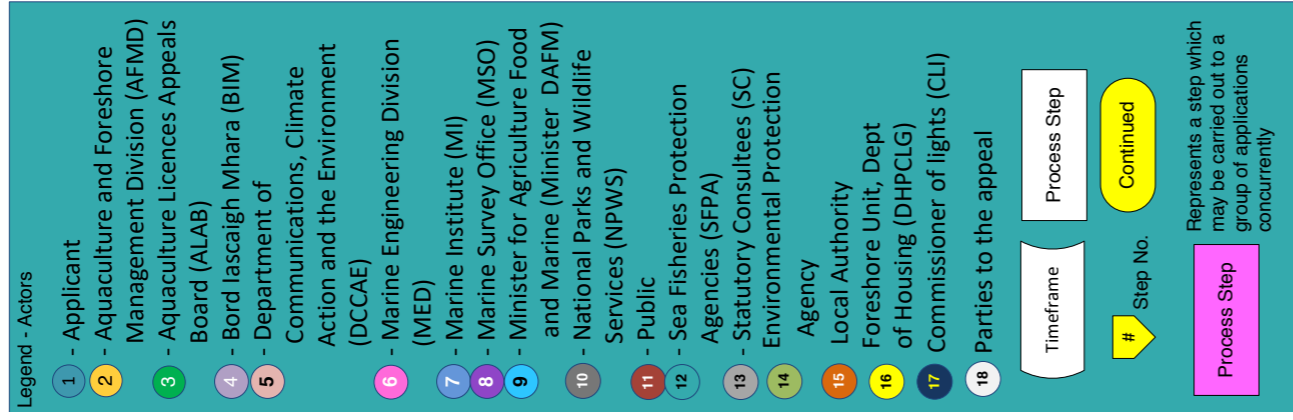 Legend - Actors
1 - Applicant
2 - Aquaculture and Foreshore
Management Division (AFMD)
3 - Aquaculture Licences Appeals
Board (ALAB)
4 - Bord Iascaigh Mhara (BIM)
5 - Department of
Communications, Climate
Action and the Environment
(DCCAE)
6 - Marine Engineering Division
(MED)
7 - Marine Institute (MI)
8 - Marine Survey Office (MSO)
9 - Minister for Agriculture Food
and Marine (Minister DAFM)
10 - National Parks and Wildlife
Services (NPWS)
11 - Public
12 - Sea Fisheries Protection
Agencies (SFPA)
13 - Statutory Consultees (SC)
14 Environmental Protection
Agency
15 Local Authority
16 Foreshore Unit, Dept
of Housing (DHPCLG)
17 Commissioner of lights (CLI)
18 Parties to the appeal
Timeframe
Process Step
# Step No.
Continued
Process Step
Represents a step which
may be carried out to a
group of applications
concurrently